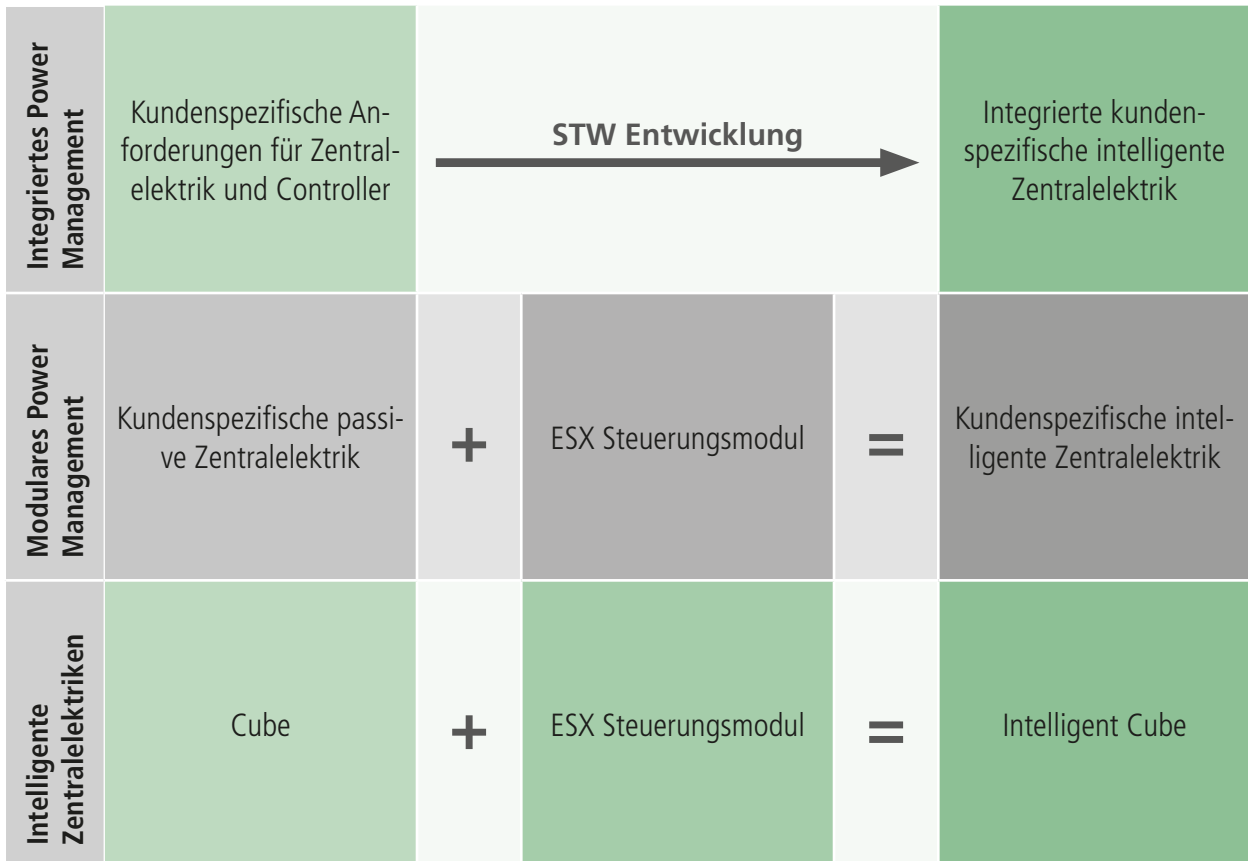 Integriertes Power
Management
Kundenspezifische An-
forderungen für Zentral-
elektrik und Controller
STW Entwicklung
Integrierte kunden-
spezifische intelligente
Zentralelektrik
Modulares Power
Management
Kundenspezifische passi-
ve Zentralelektrik
+
ESX Steuerungsmodul
=
Kundenspezifische intel-
ligente Zentralelektrik
Intelligente
Zentralelektriken
Cube
+
ESX Steuerungsmodul
=
Intelligent Cube